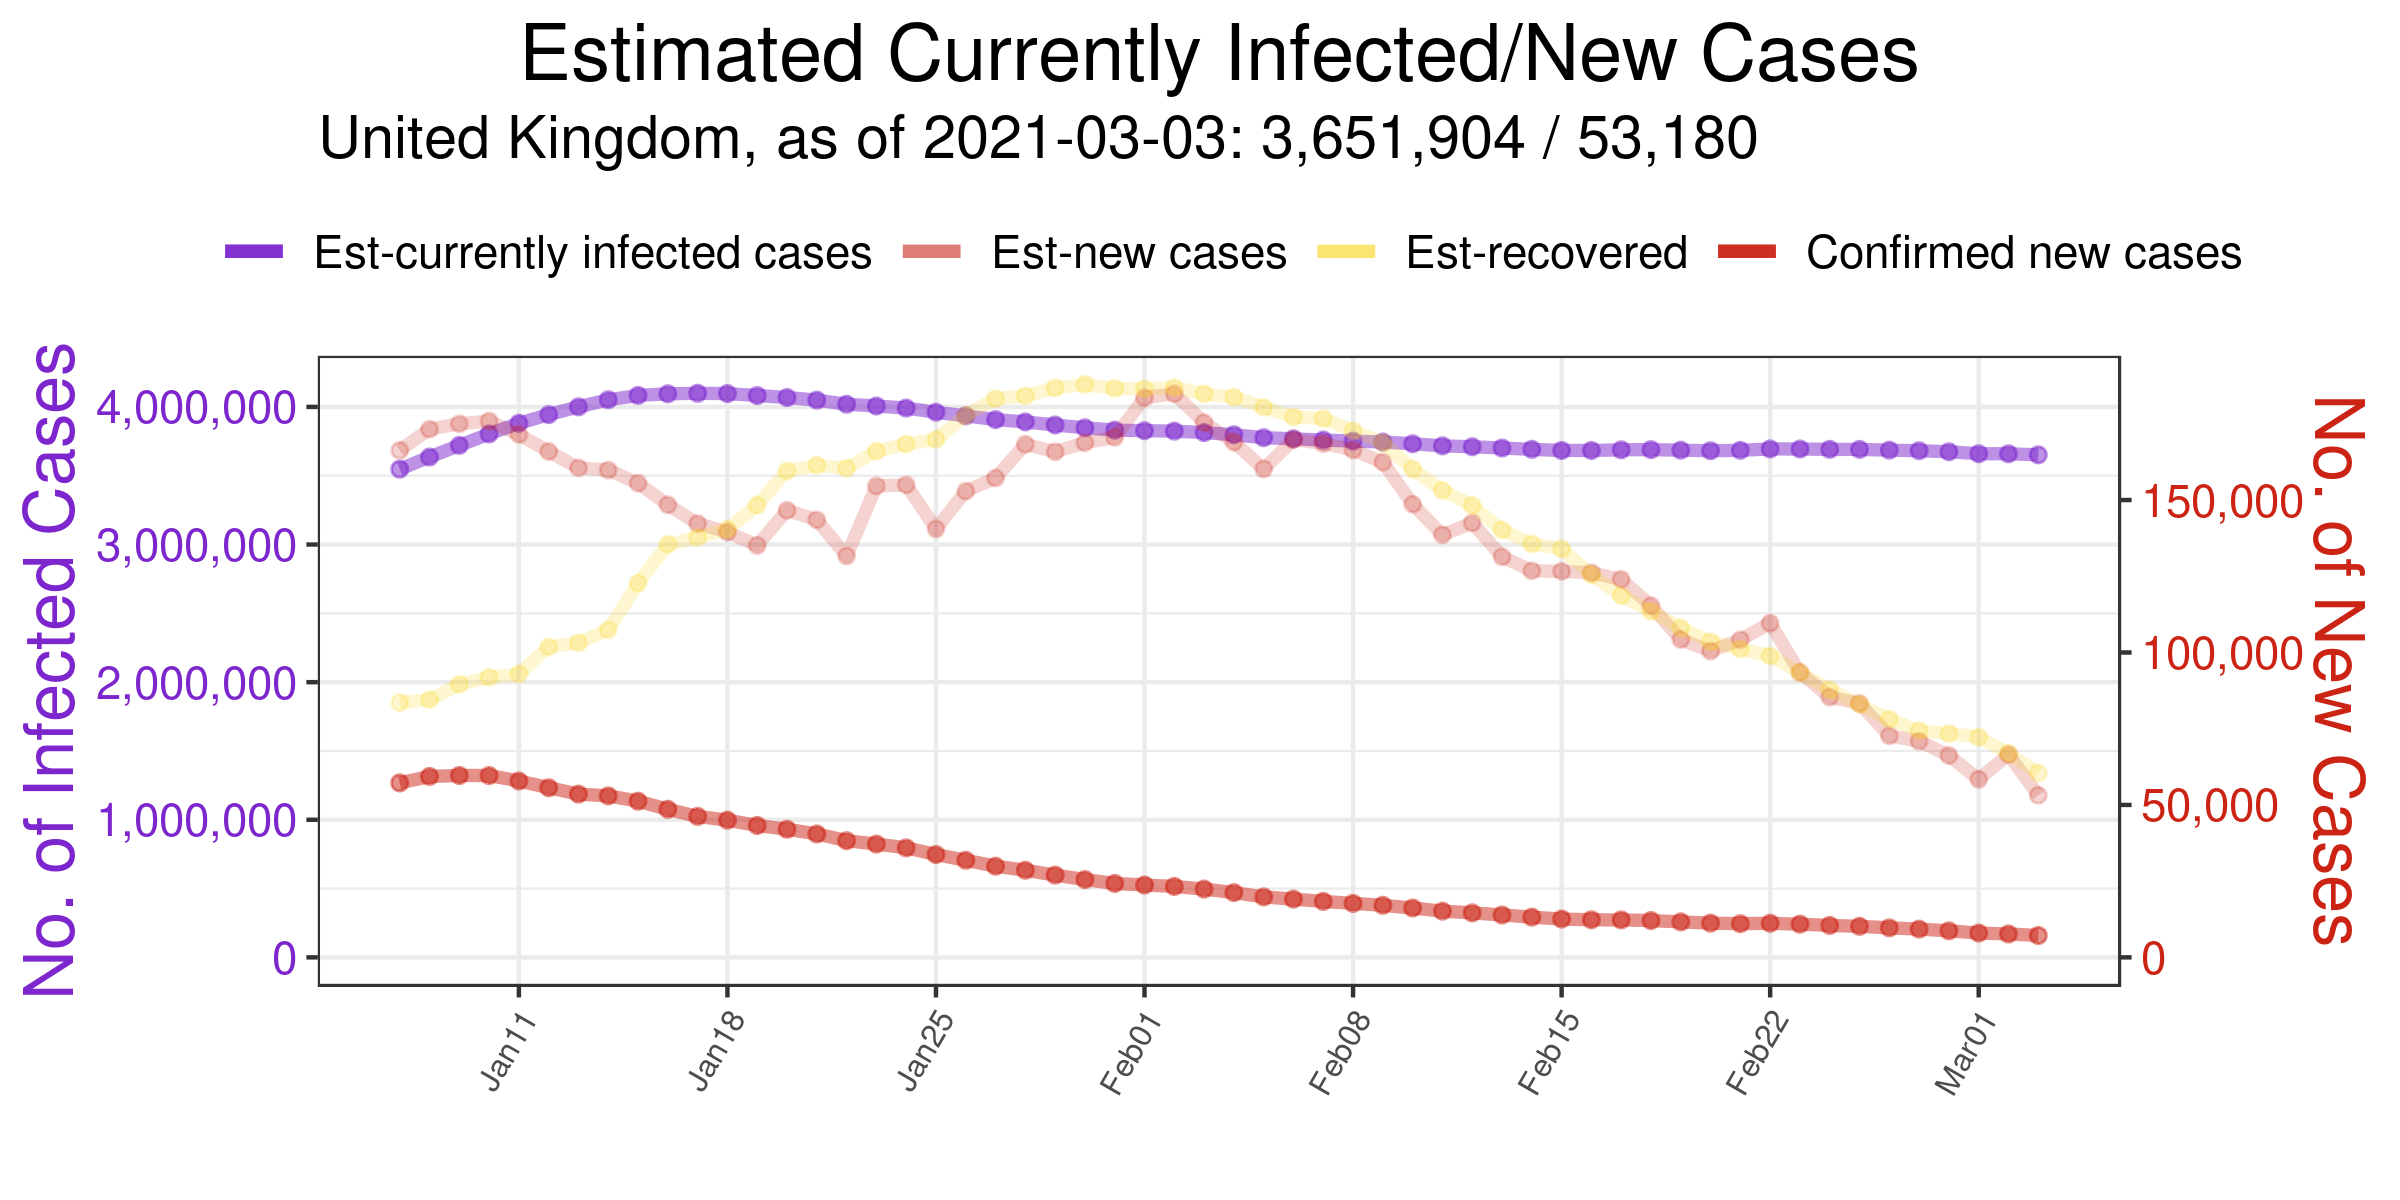 Estimated Currently Infected/New Cases
United Kingdom, as of 2021-03-03: 3,651,904 / 53,180
Est-currently infected cases Est-new cases Est-recovered Confirmed new cases
No. of Infected Cases
4,000,000
3,000,000
2,000,000
1,000,000
0
150,000
100,000
50,000
0
No. of New Cases
Jan11 Jan18 Jan25 Feb01 Feb08 Feb15 Feb22 Mar01